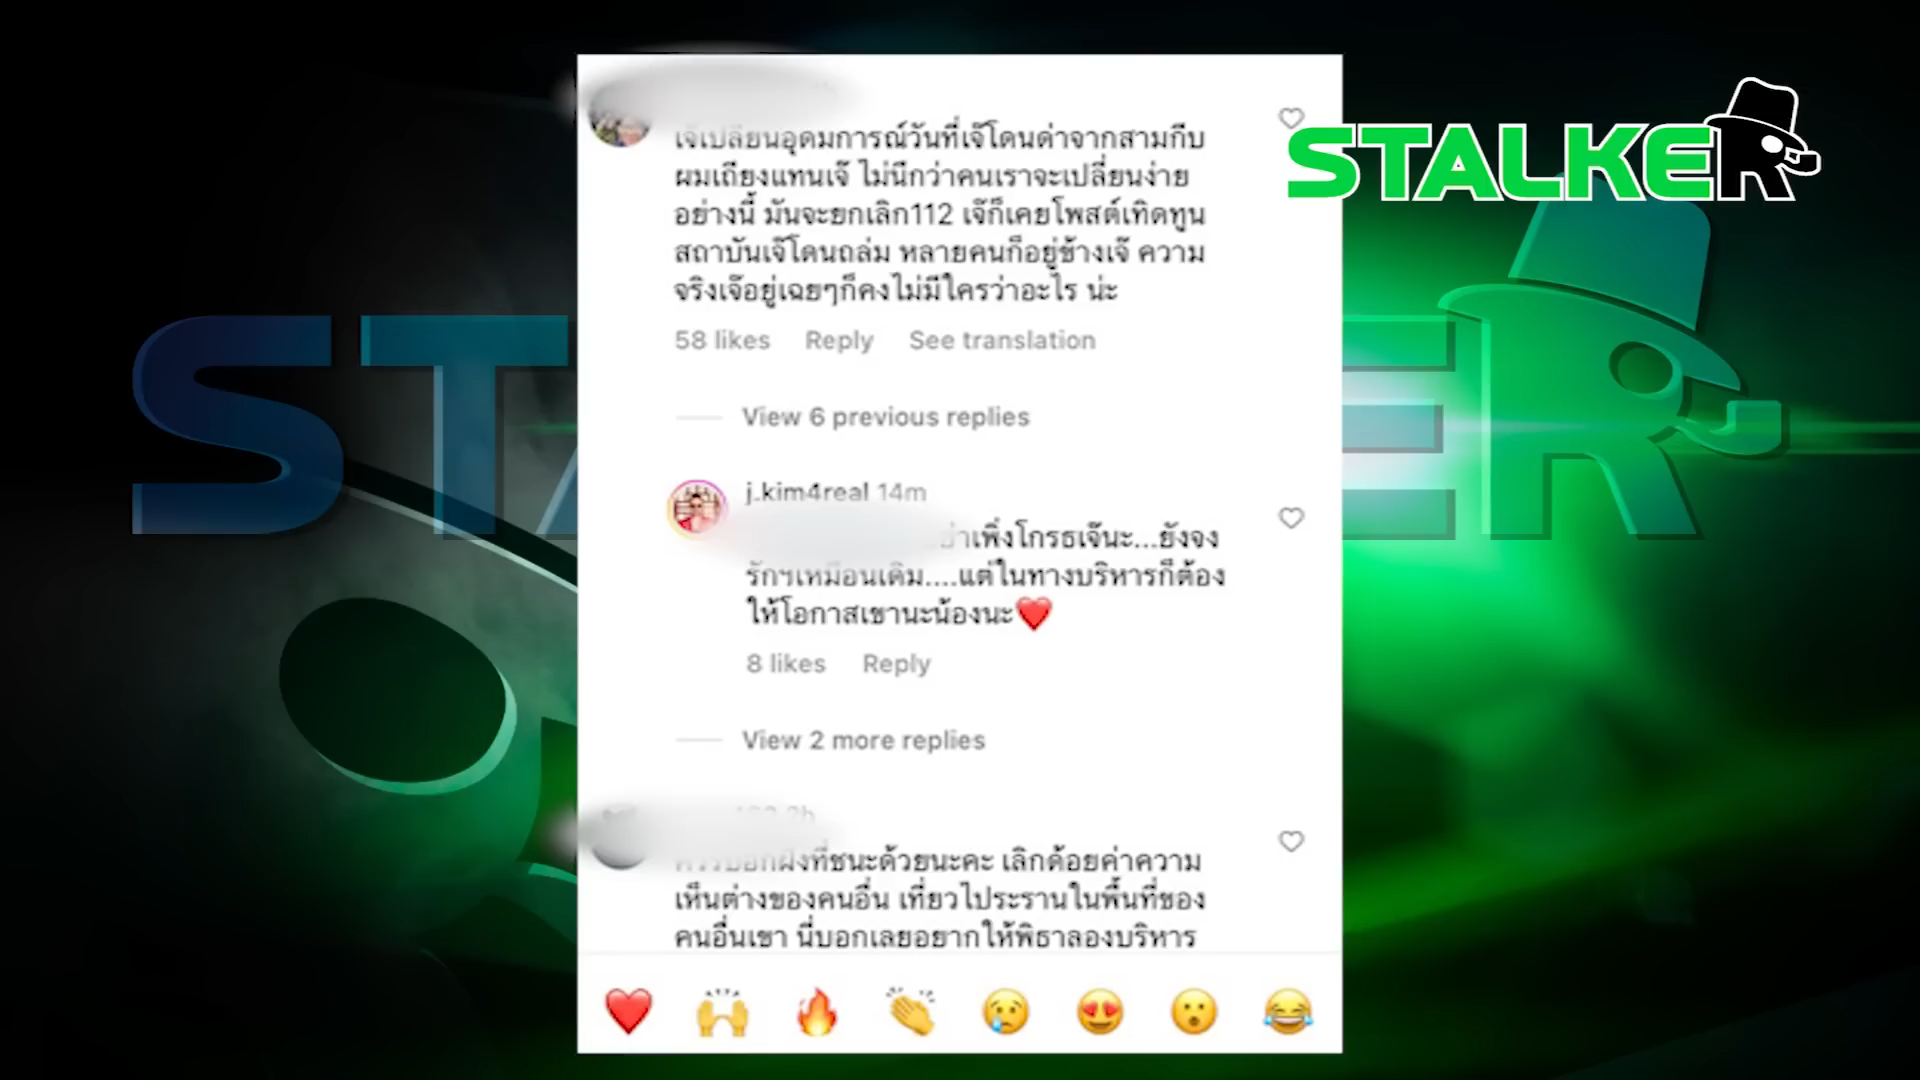 STALKER
เจ๊เปลี่ยนอุดมการณ์วันที่เจ๊โดนด่าจากสามกีบ
ผมเถียงแทนเจ๊ ไม่นึกว่าคนเราจะเปลี่ยนง่าย
อย่างนี้ มันจะยกเลิก112 เจ๊ก็เคยโพสต์เทิดทูน
สถาบันเจ๊โดนถล่ม หลายคนก็อยู่ข้างเจ๊ ความ
จริงเจ๊อยู่เฉยๆก็คงไม่มีใครว่าอะไร น่ะ
58 likes Reply See translation
View 6 previous replies
j.kim4real 14m
อย่าเพิ่งโกรธเจ๊นะ...ยังจง
รักฯเหมือนเดิม....แต่ในทางบริหารก็ต้อง
ให้โอกาสเขานะน้องนะ❤️
8 likes Reply
View 2 more replies
ที่ชนะด้วยนะคะ เลิกด้อยค่าความ
เห็นต่างของคนอื่น เที่ยวไประรานในพื้นที่ของ
คนอื่นเขา นี่บอกเลยอยากให้พิธาลองบริหาร
❤️ 🙌 🔥 👏 😢 😍 😮 😂